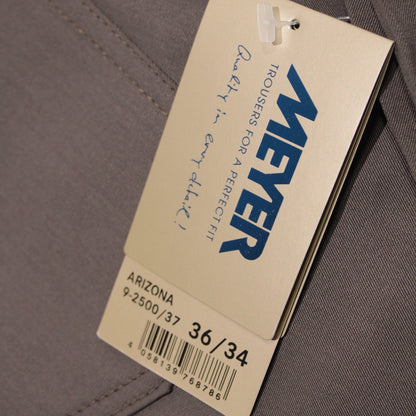 MEYER
TROUSERS FOR A PERFECT FIT
Quality in every detail!
ARIZONA
9-2500/37 36/34
4 058139 768786